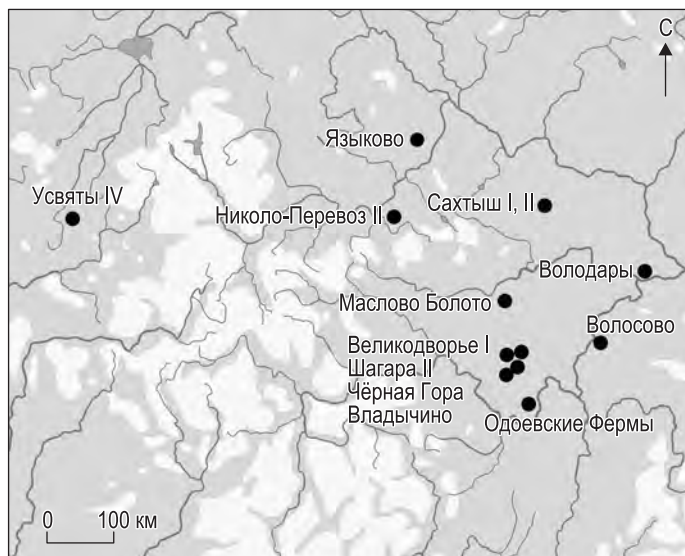 С
Языково
Усвяты IV
Николо-Перевоз II
Сахтыш I, II
Володары
Маслово Болото
Волосово
Великодворье I
Шагара II
Чёрная Гора
Владычино
Одоевские Фермы
0 100 км